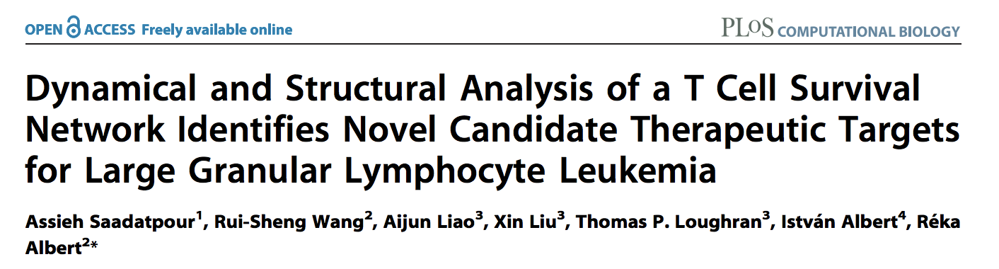 OPEN ACCESS Freely available online
PLoS COMPUTATIONAL BIOLOGY
Dynamical and Structural Analysis of a T Cell Survival
Network Identifies Novel Candidate Therapeutic Targets
for Large Granular Lymphocyte Leukemia
Assieh Saadatpour1, Rui-Sheng Wang2, Aijun Liao3, Xin Liu3, Thomas P. Loughran3, István Albert4, Réka
Albert2*